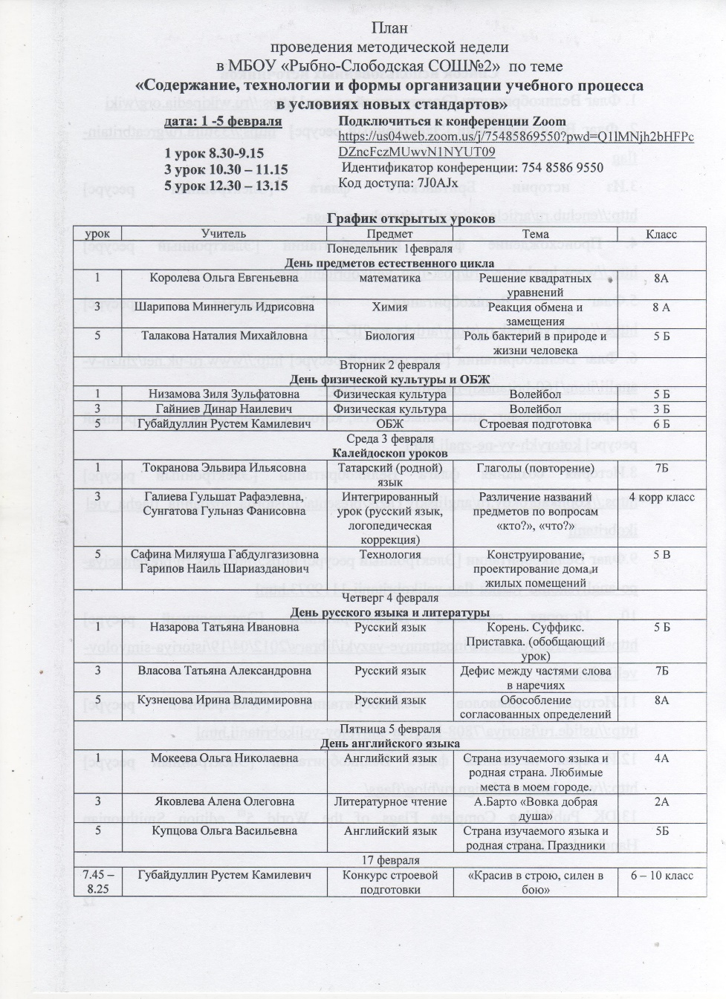 План
проведения методической недели
в МБОУ «Рыбно-Слободская СОШ№2» по теме
«Содержание, технологии и формы организации учебного процесса
в условиях новых стандартов»
дата: 1 -5 февраля
1 урок 8.30-9.15
3 урок 10.30 – 11.15
5 урок 12.30 – 13.15
Подключиться к конференции Zoom
https://us04web.zoom.us/j/75485869550?pwd=Q1lMNjh2bHFPc
DZncFczMUwvN1NYUT09
Идентификатор конференции: 754 8586 9550
Код доступа: 7J0AJx
График открытых уроков
урок Учитель Предмет Тема Класс
Понедельник 1февраля
День предметов естественного цикла
1 Королева Ольга Евгеньевна математика Решение квадратных 8А
уравнений
3 Шарипова Миннегуль Идрисовна Химия Реакция обмена и 8 А
замещения
5 Талакова Наталия Михайловна Биология Роль бактерий в природе и 5 Б
жизни человека
Вторник 2 февраля
День физической культуры и ОБЖ
1 Низамова Зиля Зульфатовна Физическая культура Волейбол 5 Б
3 Гайниев Динар Наилевич Физическая культура Волейбол 3 Б
5 Губайдуллин Рустем Камилевич ОБЖ Строевая подготовка 6 Б
Среда 3 февраля
Калейдоскоп уроков
1 Токранова Эльвира Ильясовна Татарский (родной) Глаголы (повторение) 7Б
язык
3 Галиева Гульшат Рафаэлевна, Интегрированный Различение названий 4 корр класс
Сунгатова Гульназ Фанисовна урок (русский язык, предметов по вопросам
логопедическая «кто?», «что?»
коррекция)
5 Сафина Миляуша Габдулгазизовна Технология Конструирование, 5 В
Гарипов Наиль Шариазданович проектирование дома и
жилых помещений
Четверг 4 февраля
День русского языка и литературы
1 Назарова Татьяна Ивановна Русский язык Корень. Суффикс. 5 Б
Приставка. (обобщающий
урок)
3 Власова Татьяна Александровна Русский язык Дефис между частями слова 7Б
в наречиях
5 Кузнецова Ирина Владимировна Русский язык Обособление 8А
согласованных определений
Пятница 5 февраля
День английского языка
1 Мокеева Ольга Николаевна Английский язык Страна изучаемого языка и 4А
родная страна. Любимые
места в моем городе.
3 Яковлева Алена Олеговна Литературное чтение А.Барто «Вовка добрая 2А
душа»
5 Купцова Ольга Васильевна Английский язык Страна изучаемого языка и 5Б
родная страна. Праздники
17 февраля
7.45 – Губайдуллин Рустем Камилевич Конкурс строевой «Красив в строю, силен в 6 – 10 класс
8.25 подготовки бою»